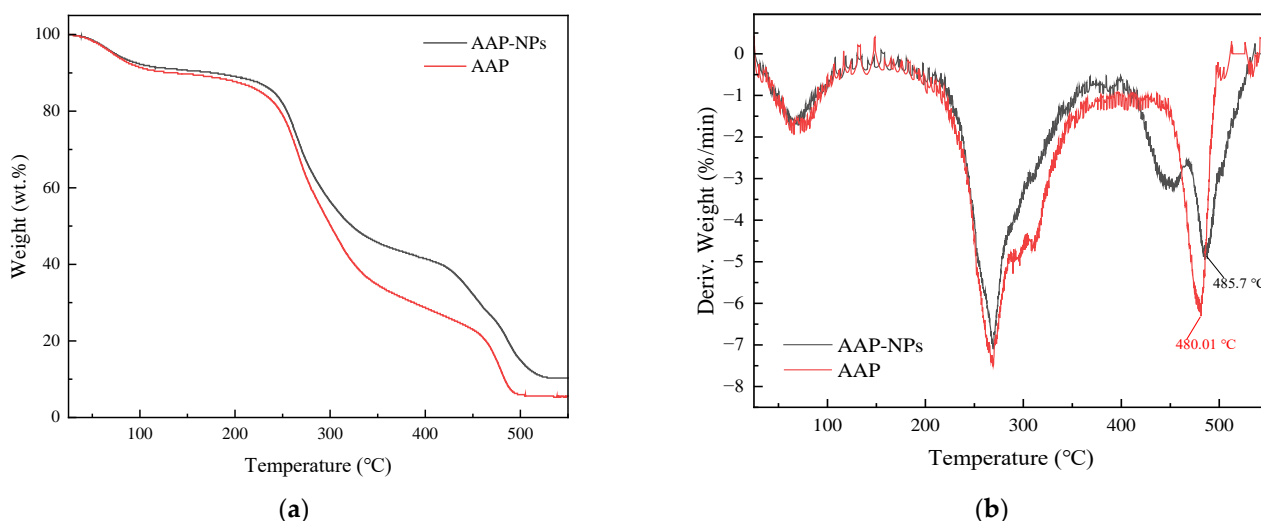 100
80
60
40
20
0
Weight (wt.%)
AAP-NPs
AAP
100
200
300
400
500
Temperature (℃)
(a)
0
−1
−2
−3
−4
−5
−6
−7
−8
Deriv. Weight (%/min)
485.7 ℃
480.01 ℃
AAP-NPs
AAP
100
200
300
400
500
Temperature (℃)
(b)